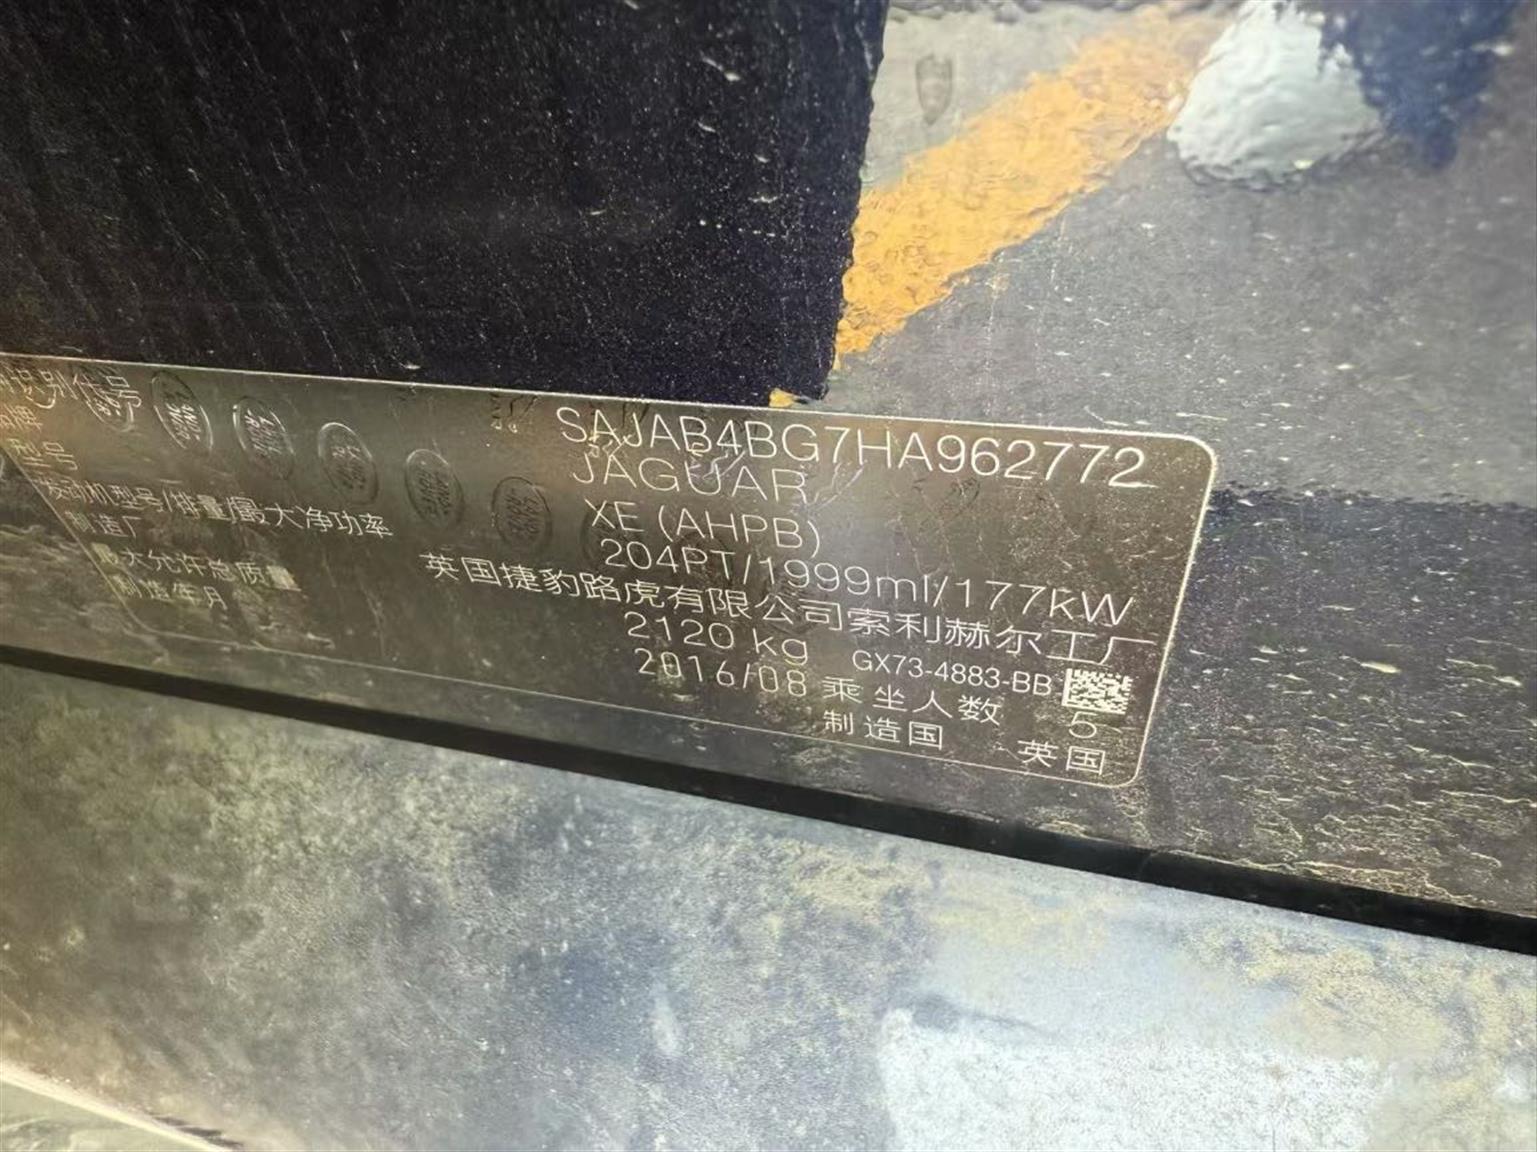 识别代号 SAJAB4BG7HA962772
品牌 JAGUAR
型号 XE (AHPB)
发动机型号/排量/最大净功率 204PT/1999ml/177kW
制造厂 英国捷豹路虎有限公司索利赫尔工厂
最大允许总质量 2120 kg GX73-4883-BB
制造年月 2016/08 乘坐人数 5
制造国 英国